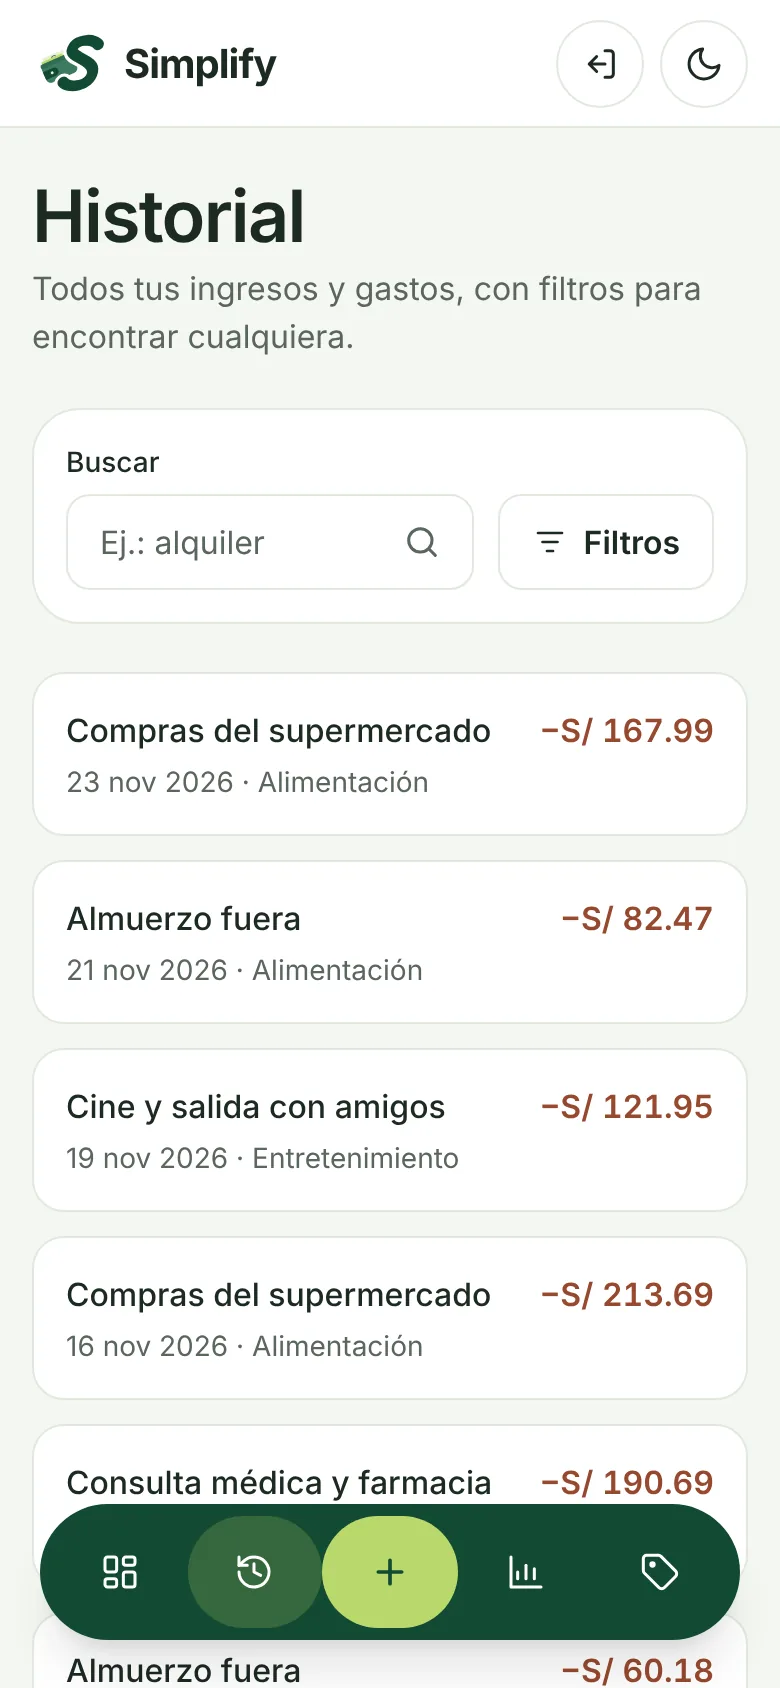 Simplify
Historial
Todos tus ingresos y gastos, con filtros para
encontrar cualquiera.
Buscar
Ej.: alquiler
Filtros
Compras del supermercado −S/ 167.99
23 nov 2026 · Alimentación
Almuerzo fuera −S/ 82.47
21 nov 2026 · Alimentación
Cine y salida con amigos −S/ 121.95
19 nov 2026 · Entretenimiento
Compras del supermercado −S/ 213.69
16 nov 2026 · Alimentación
Consulta médica y farmacia −S/ 190.69
Almuerzo fuera −S/ 60.18